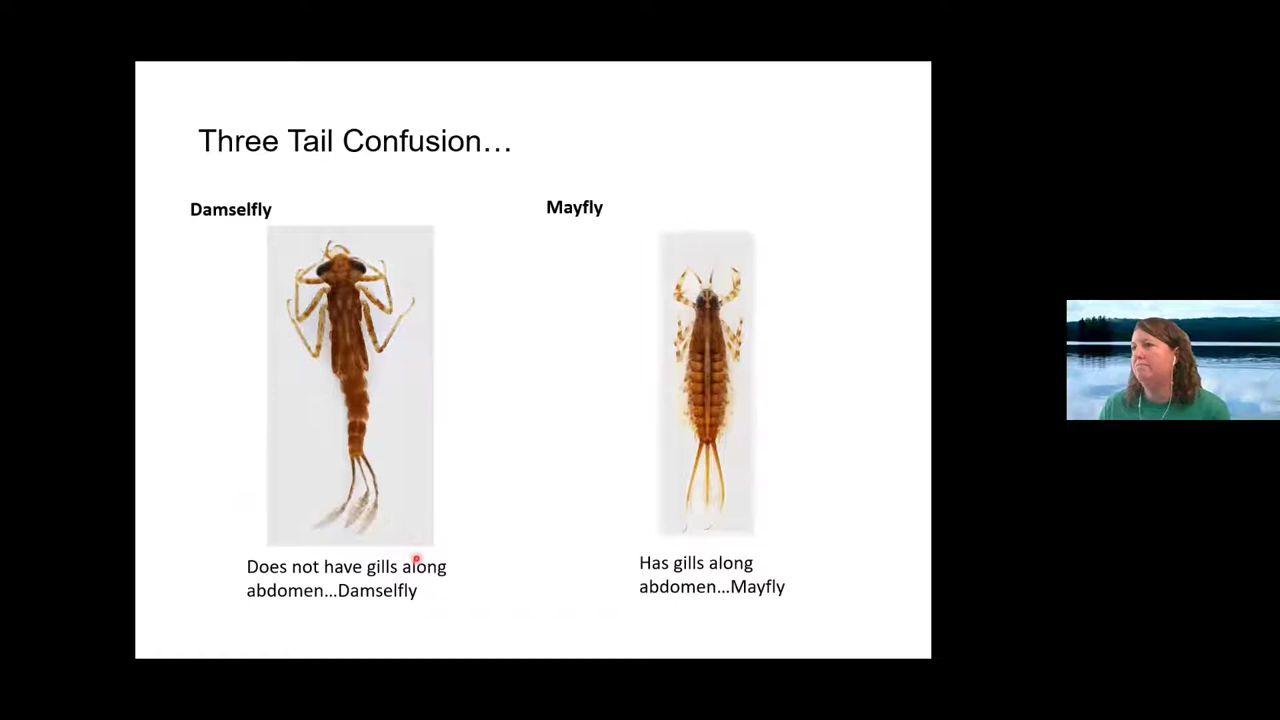 Three Tail Confusion…
Damselfly
Mayfly
Does not have gills along
abdomen…Damselfly
Has gills along
abdomen…Mayfly